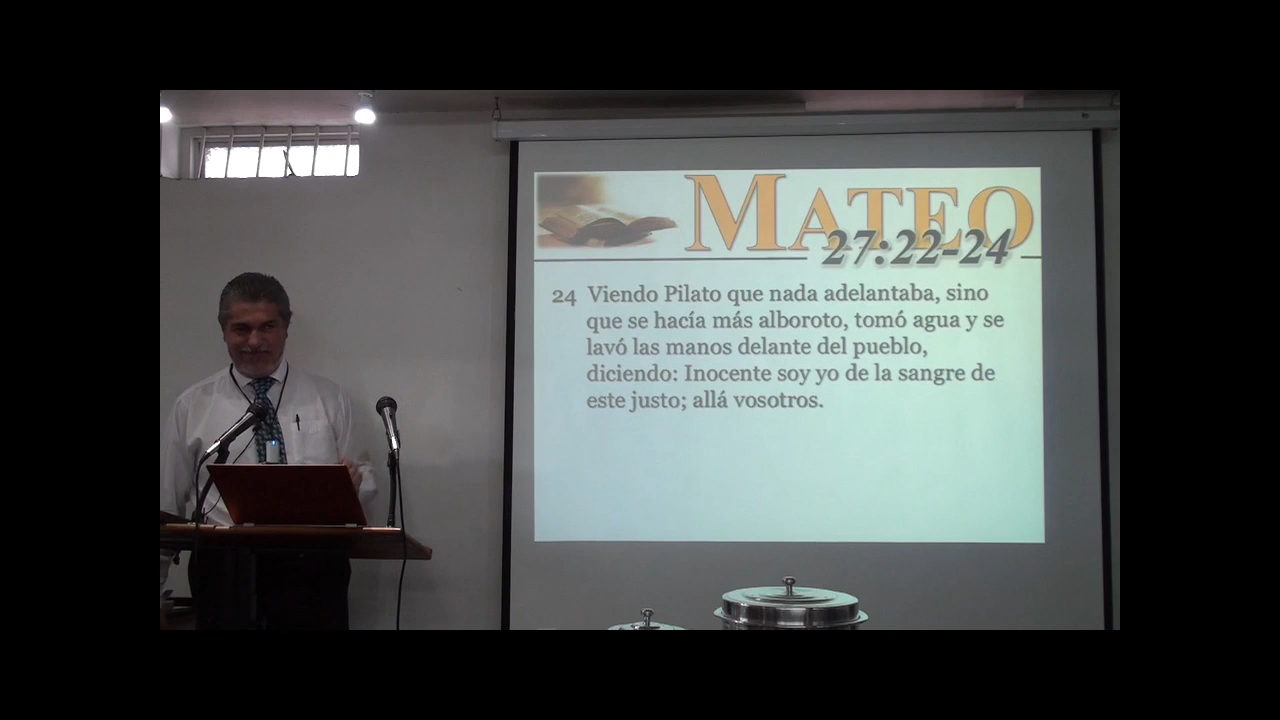 MATEO
27:22-24
24 Viendo Pilato que nada adelantaba, sino
que se hacía más alboroto, tomó agua y se
lavó las manos delante del pueblo,
diciendo: Inocente soy yo de la sangre de
este justo; allá vosotros.